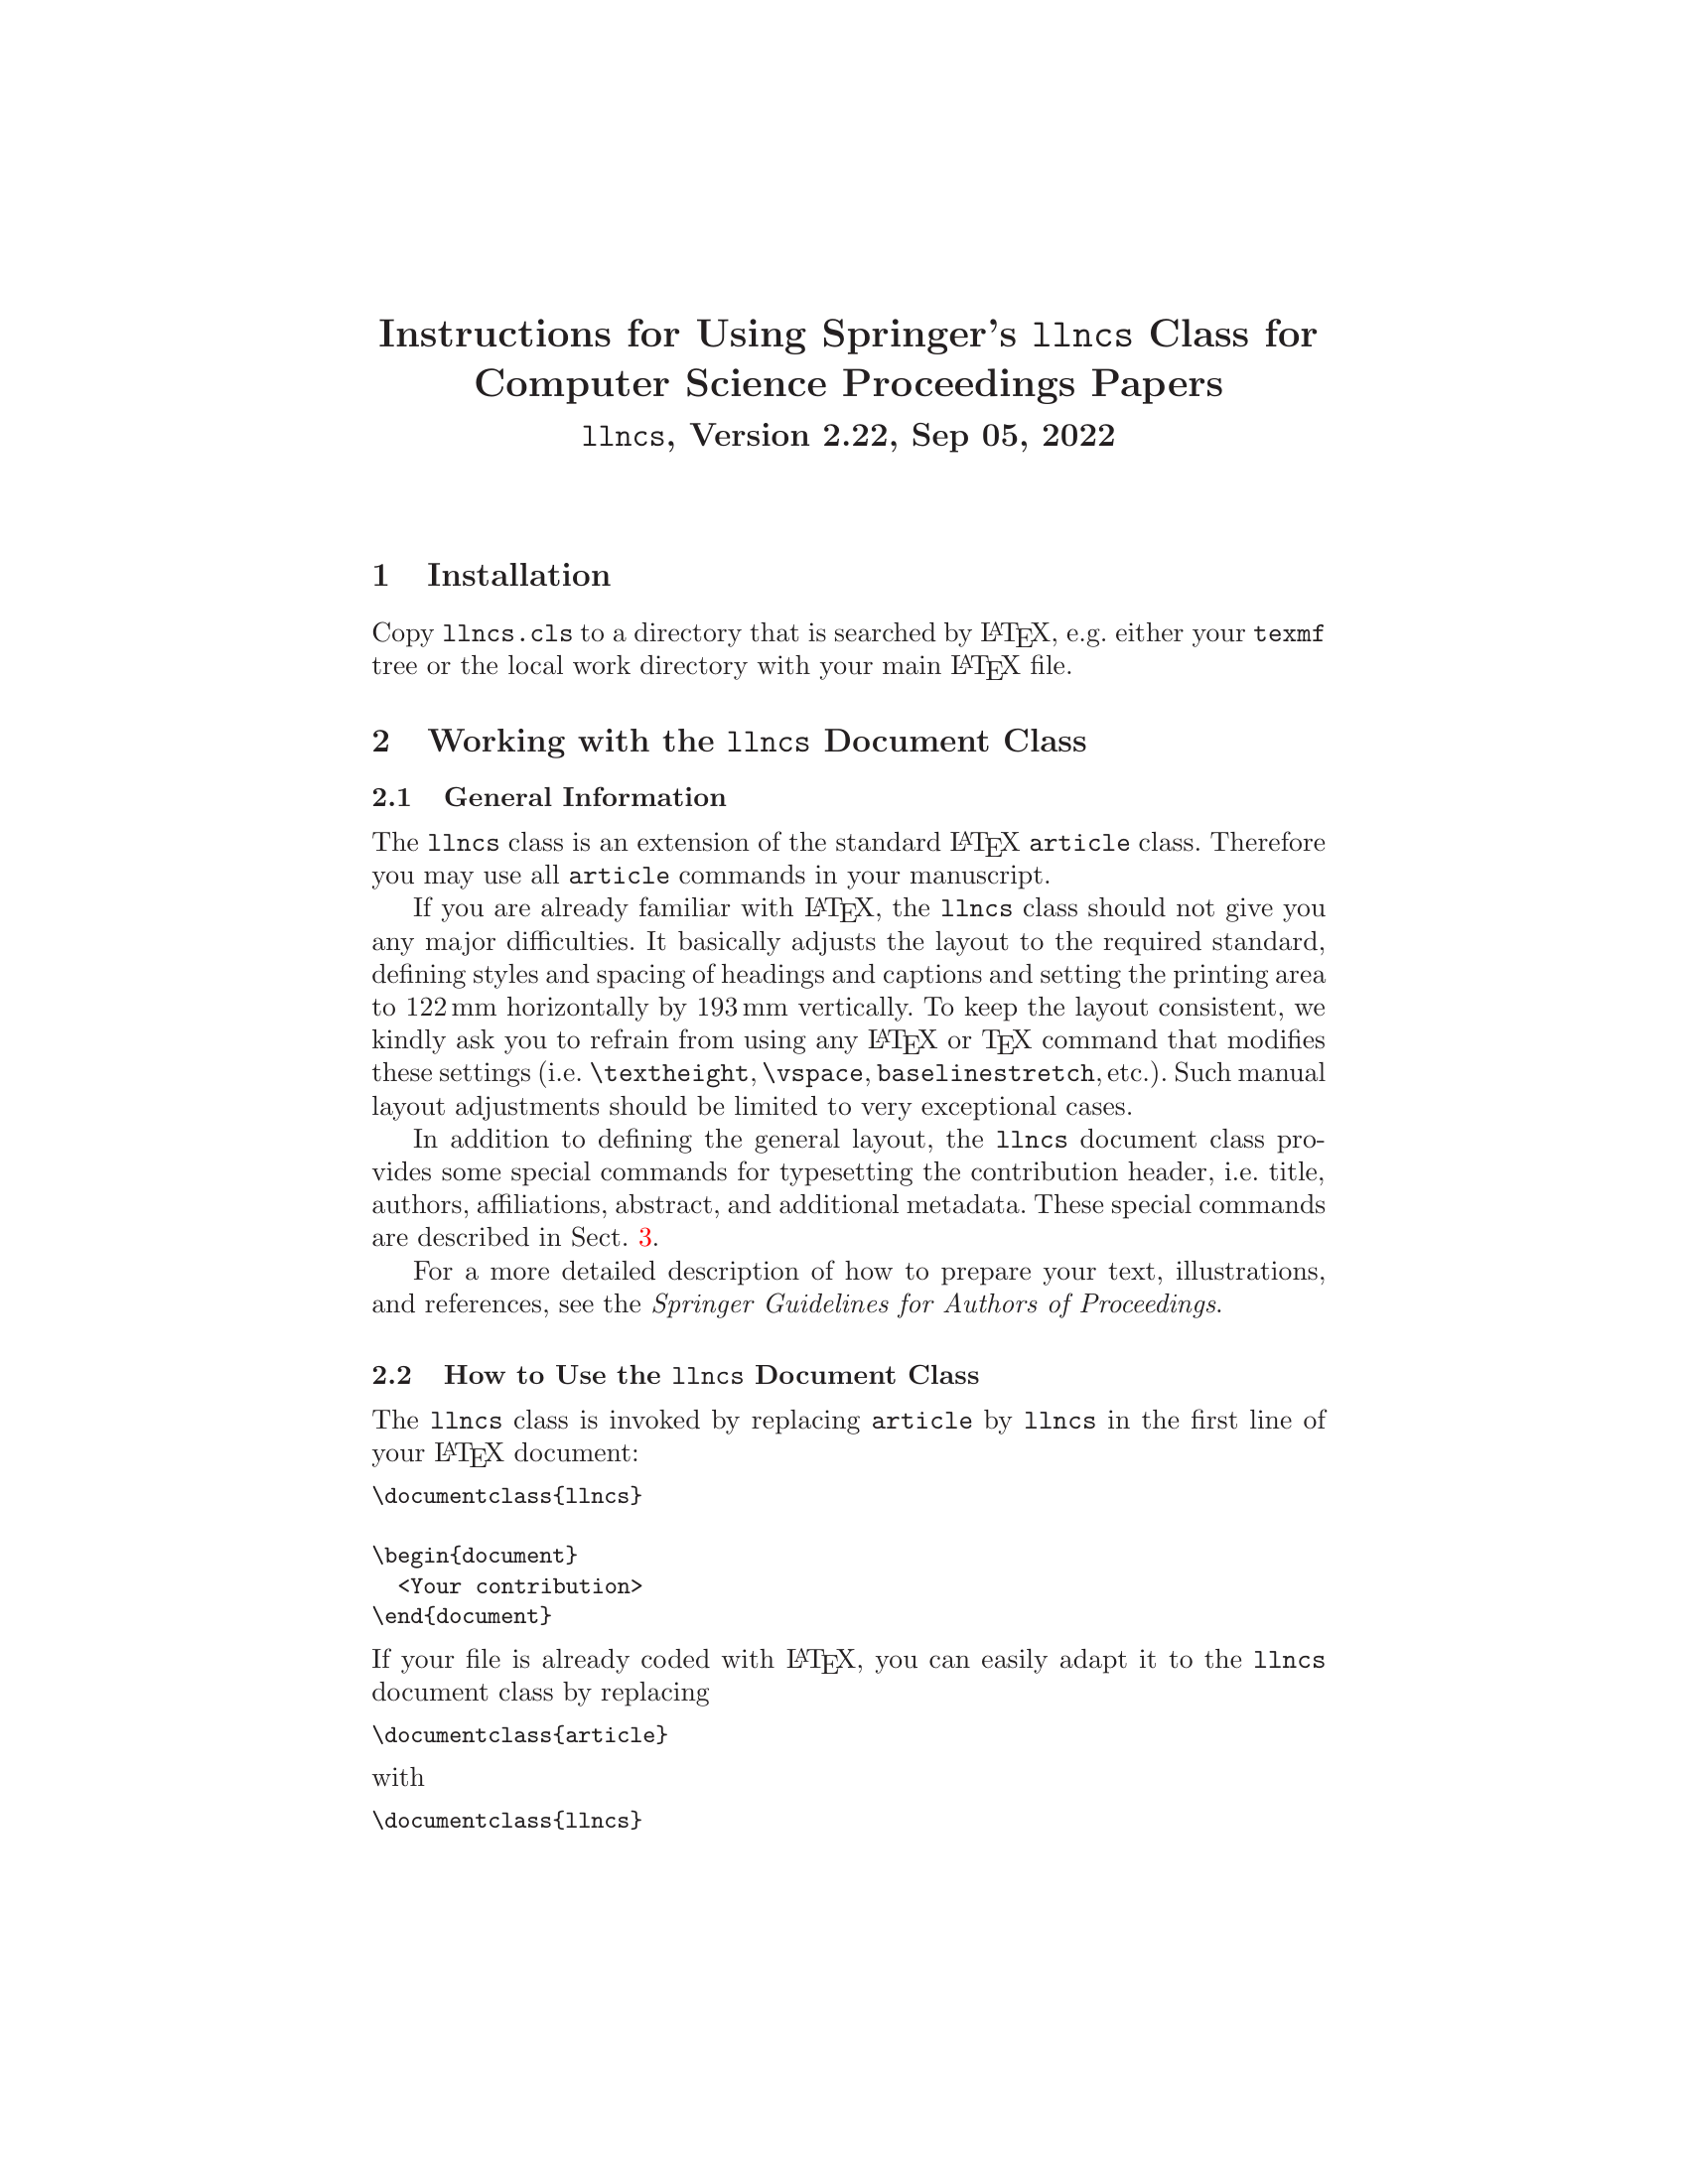 Instructions for Using Springer's llncs Class for
Computer Science Proceedings Papers
llncs, Version 2.22, Sep 05, 2022
1 Installation
Copy llncs.cls to a directory that is searched by LATEX, e.g. either your texmf
tree or the local work directory with your main LATEX file.
2 Working with the llncs Document Class
2.1 General Information
The llncs class is an extension of the standard LATEX article class. Therefore
you may use all article commands in your manuscript.
If you are already familiar with LATEX, the llncs class should not give you
any major difficulties. It basically adjusts the layout to the required standard,
defining styles and spacing of headings and captions and setting the printing area
to 122 mm horizontally by 193 mm vertically. To keep the layout consistent, we
kindly ask you to refrain from using any LATEX or TEX command that modifies
these settings (i.e. \textheight, \vspace, baselinestretch, etc.). Such manual
layout adjustments should be limited to very exceptional cases.
In addition to defining the general layout, the llncs document class pro-
vides some special commands for typesetting the contribution header, i.e. title,
authors, affiliations, abstract, and additional metadata. These special commands
are described in Sect. 3.
For a more detailed description of how to prepare your text, illustrations,
and references, see the Springer Guidelines for Authors of Proceedings.
2.2 How to Use the llncs Document Class
The llncs class is invoked by replacing article by llncs in the first line of
your LATEX document:
\documentclass{llncs}
\begin{document}
<Your contribution>
\end{document}
If your file is already coded with LATEX, you can easily adapt it to the llncs
document class by replacing
\documentclass{article}
with
\documentclass{llncs}